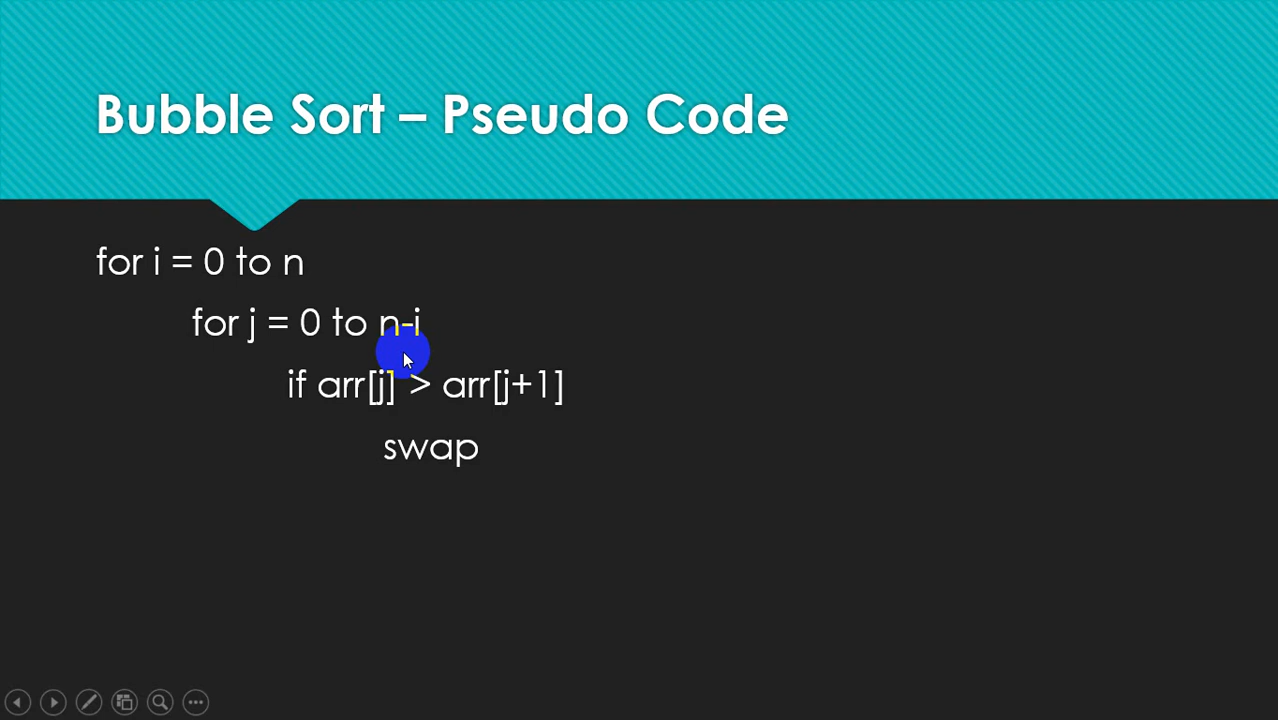 Bubble Sort – Pseudo Code
for i = 0 to n
for j = 0 to n-i
if arr[j] > arr[j+1]
swap